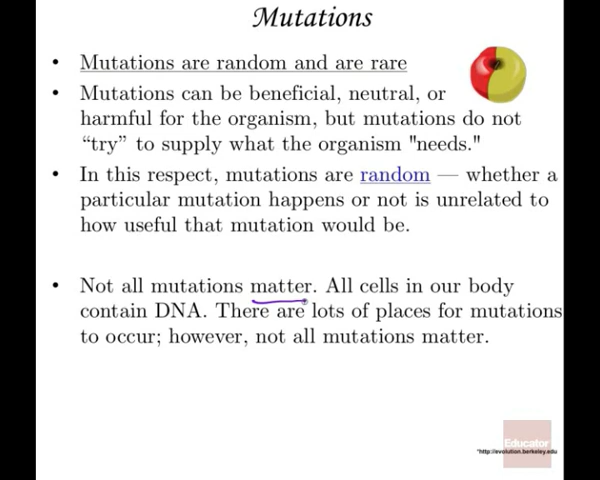 Mutations
• Mutations are random and are rare
• Mutations can be beneficial, neutral, or
harmful for the organism, but mutations do not
“try” to supply what the organism "needs."
• In this respect, mutations are random — whether a
particular mutation happens or not is unrelated to
how useful that mutation would be.
• Not all mutations matter. All cells in our body
contain DNA. There are lots of places for mutations
to occur; however, not all mutations matter.
Educator
*http://evolution.berkeley.edu